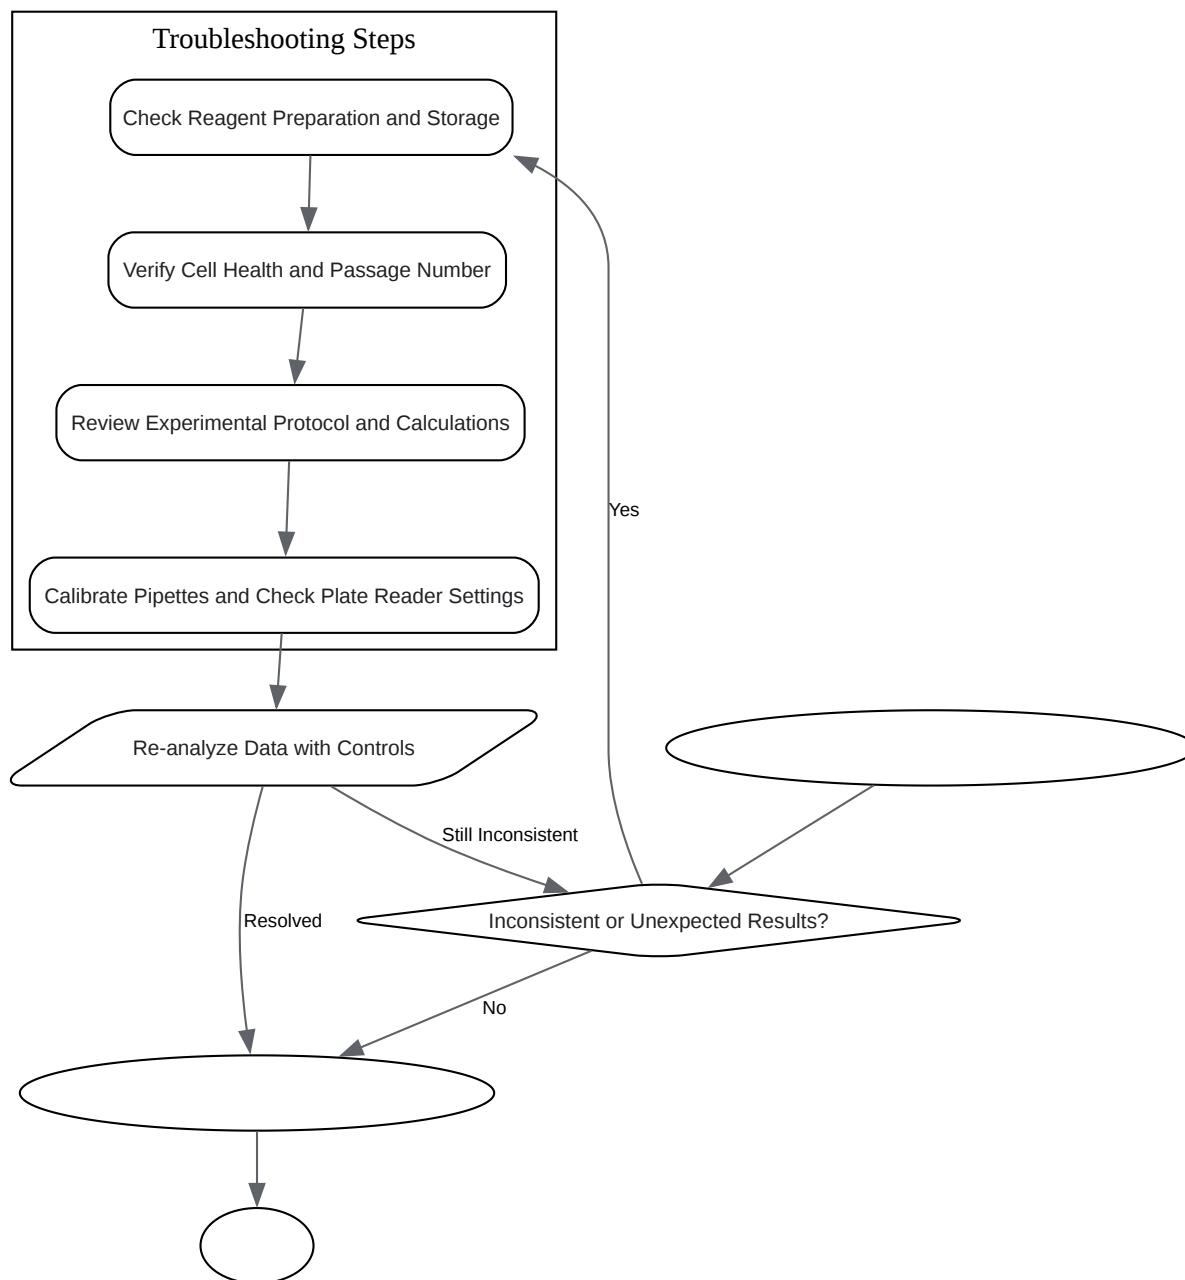 Troubleshooting Steps
Check Reagent Preparation and Storage
Verify Cell Health and Passage Number
Review Experimental Protocol and Calculations
Yes
Calibrate Pipettes and Check Plate Reader Settings
Re-analyze Data with Controls
Still Inconsistent
Resolved
Inconsistent or Unexpected Results?
No